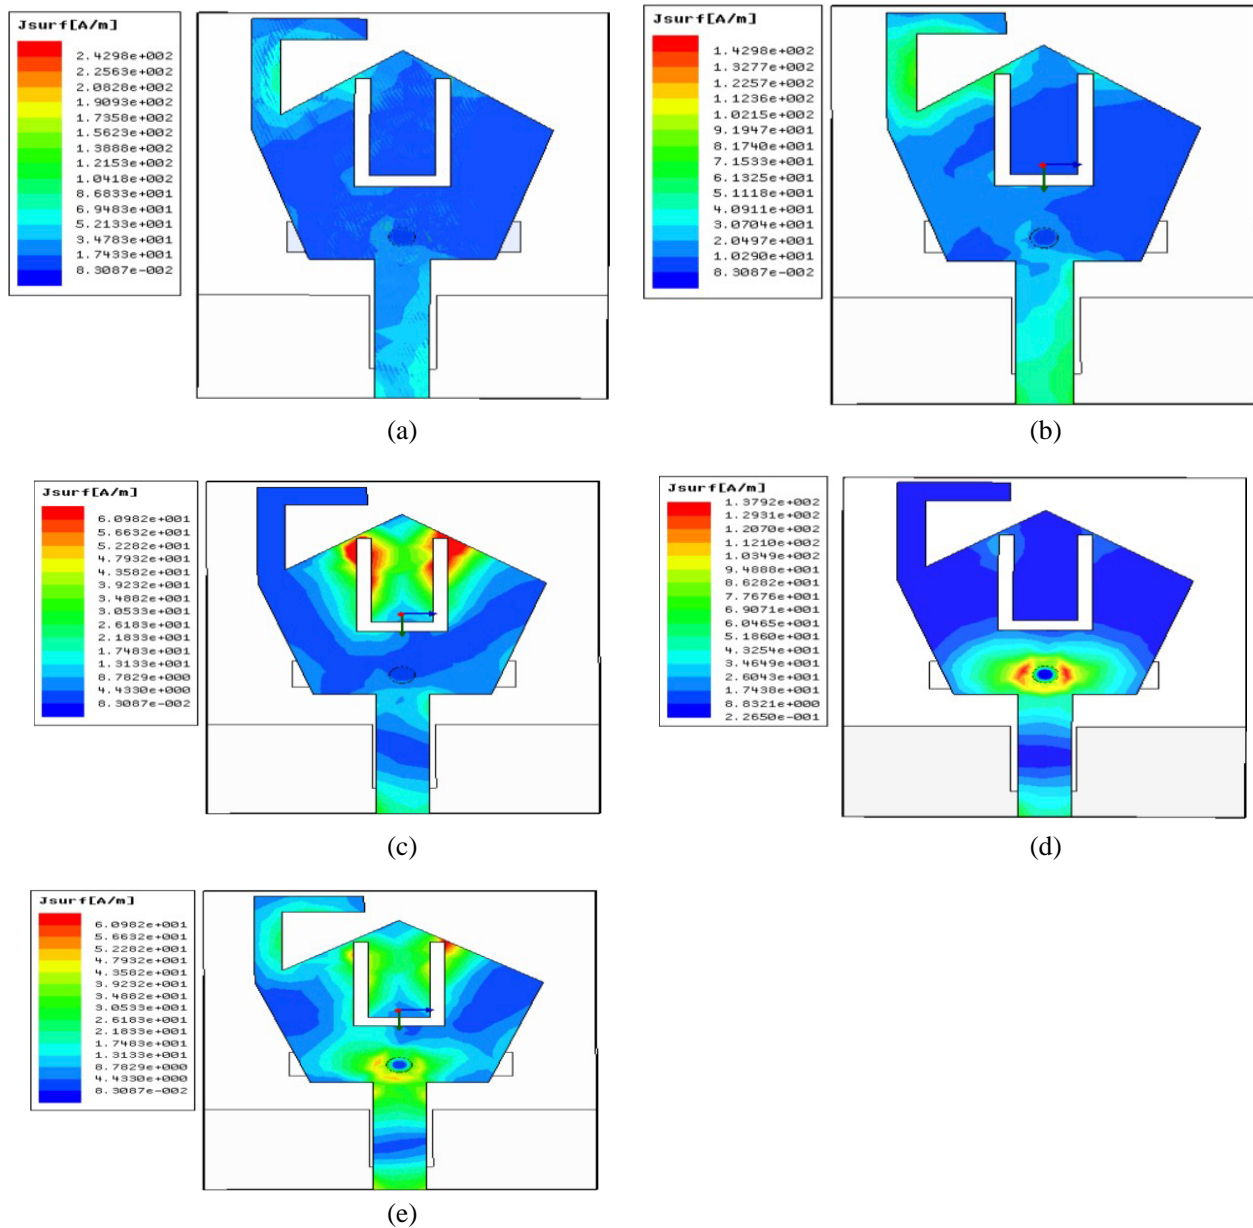 Jsurf[A/m]
2.4298e+002
2.2563e+002
2.0828e+002
1.9093e+002
1.7358e+002
1.5623e+002
1.3888e+002
1.2153e+002
1.0418e+002
8.6833e+001
6.9483e+001
5.2133e+001
3.4783e+001
1.7433e+001
8.3087e-002
(a)
Jsurf[A/m]
1.4298e+002
1.3277e+002
1.2257e+002
1.1236e+002
1.0215e+002
9.1947e+001
8.1740e+001
7.1533e+001
6.1325e+001
5.1118e+001
4.0911e+001
3.0704e+001
2.0497e+001
1.0290e+001
8.3087e-002
(b)
Jsurf[A/m]
6.0982e+001
5.6632e+001
5.2282e+001
4.7932e+001
4.3582e+001
3.9232e+001
3.4882e+001
3.0533e+001
2.6183e+001
2.1833e+001
1.7483e+001
1.3133e+001
8.7829e+000
4.4330e+000
8.3087e-002
(c)
Jsurf[A/m]
1.3792e+002
1.2931e+002
1.2070e+002
1.1210e+002
1.0349e+002
9.4888e+001
8.6282e+001
7.7676e+001
6.9071e+001
6.0465e+001
5.1860e+001
4.3254e+001
3.4649e+001
2.6043e+001
1.7438e+001
8.8321e+000
2.2650e-001
(d)
Jsurf[A/m]
6.0982e+001
5.6632e+001
5.2282e+001
4.7932e+001
4.3582e+001
3.9232e+001
3.4882e+001
3.0533e+001
2.6183e+001
2.1833e+001
1.7483e+001
1.3133e+001
8.7829e+000
4.4330e+000
8.3087e-002
(e)